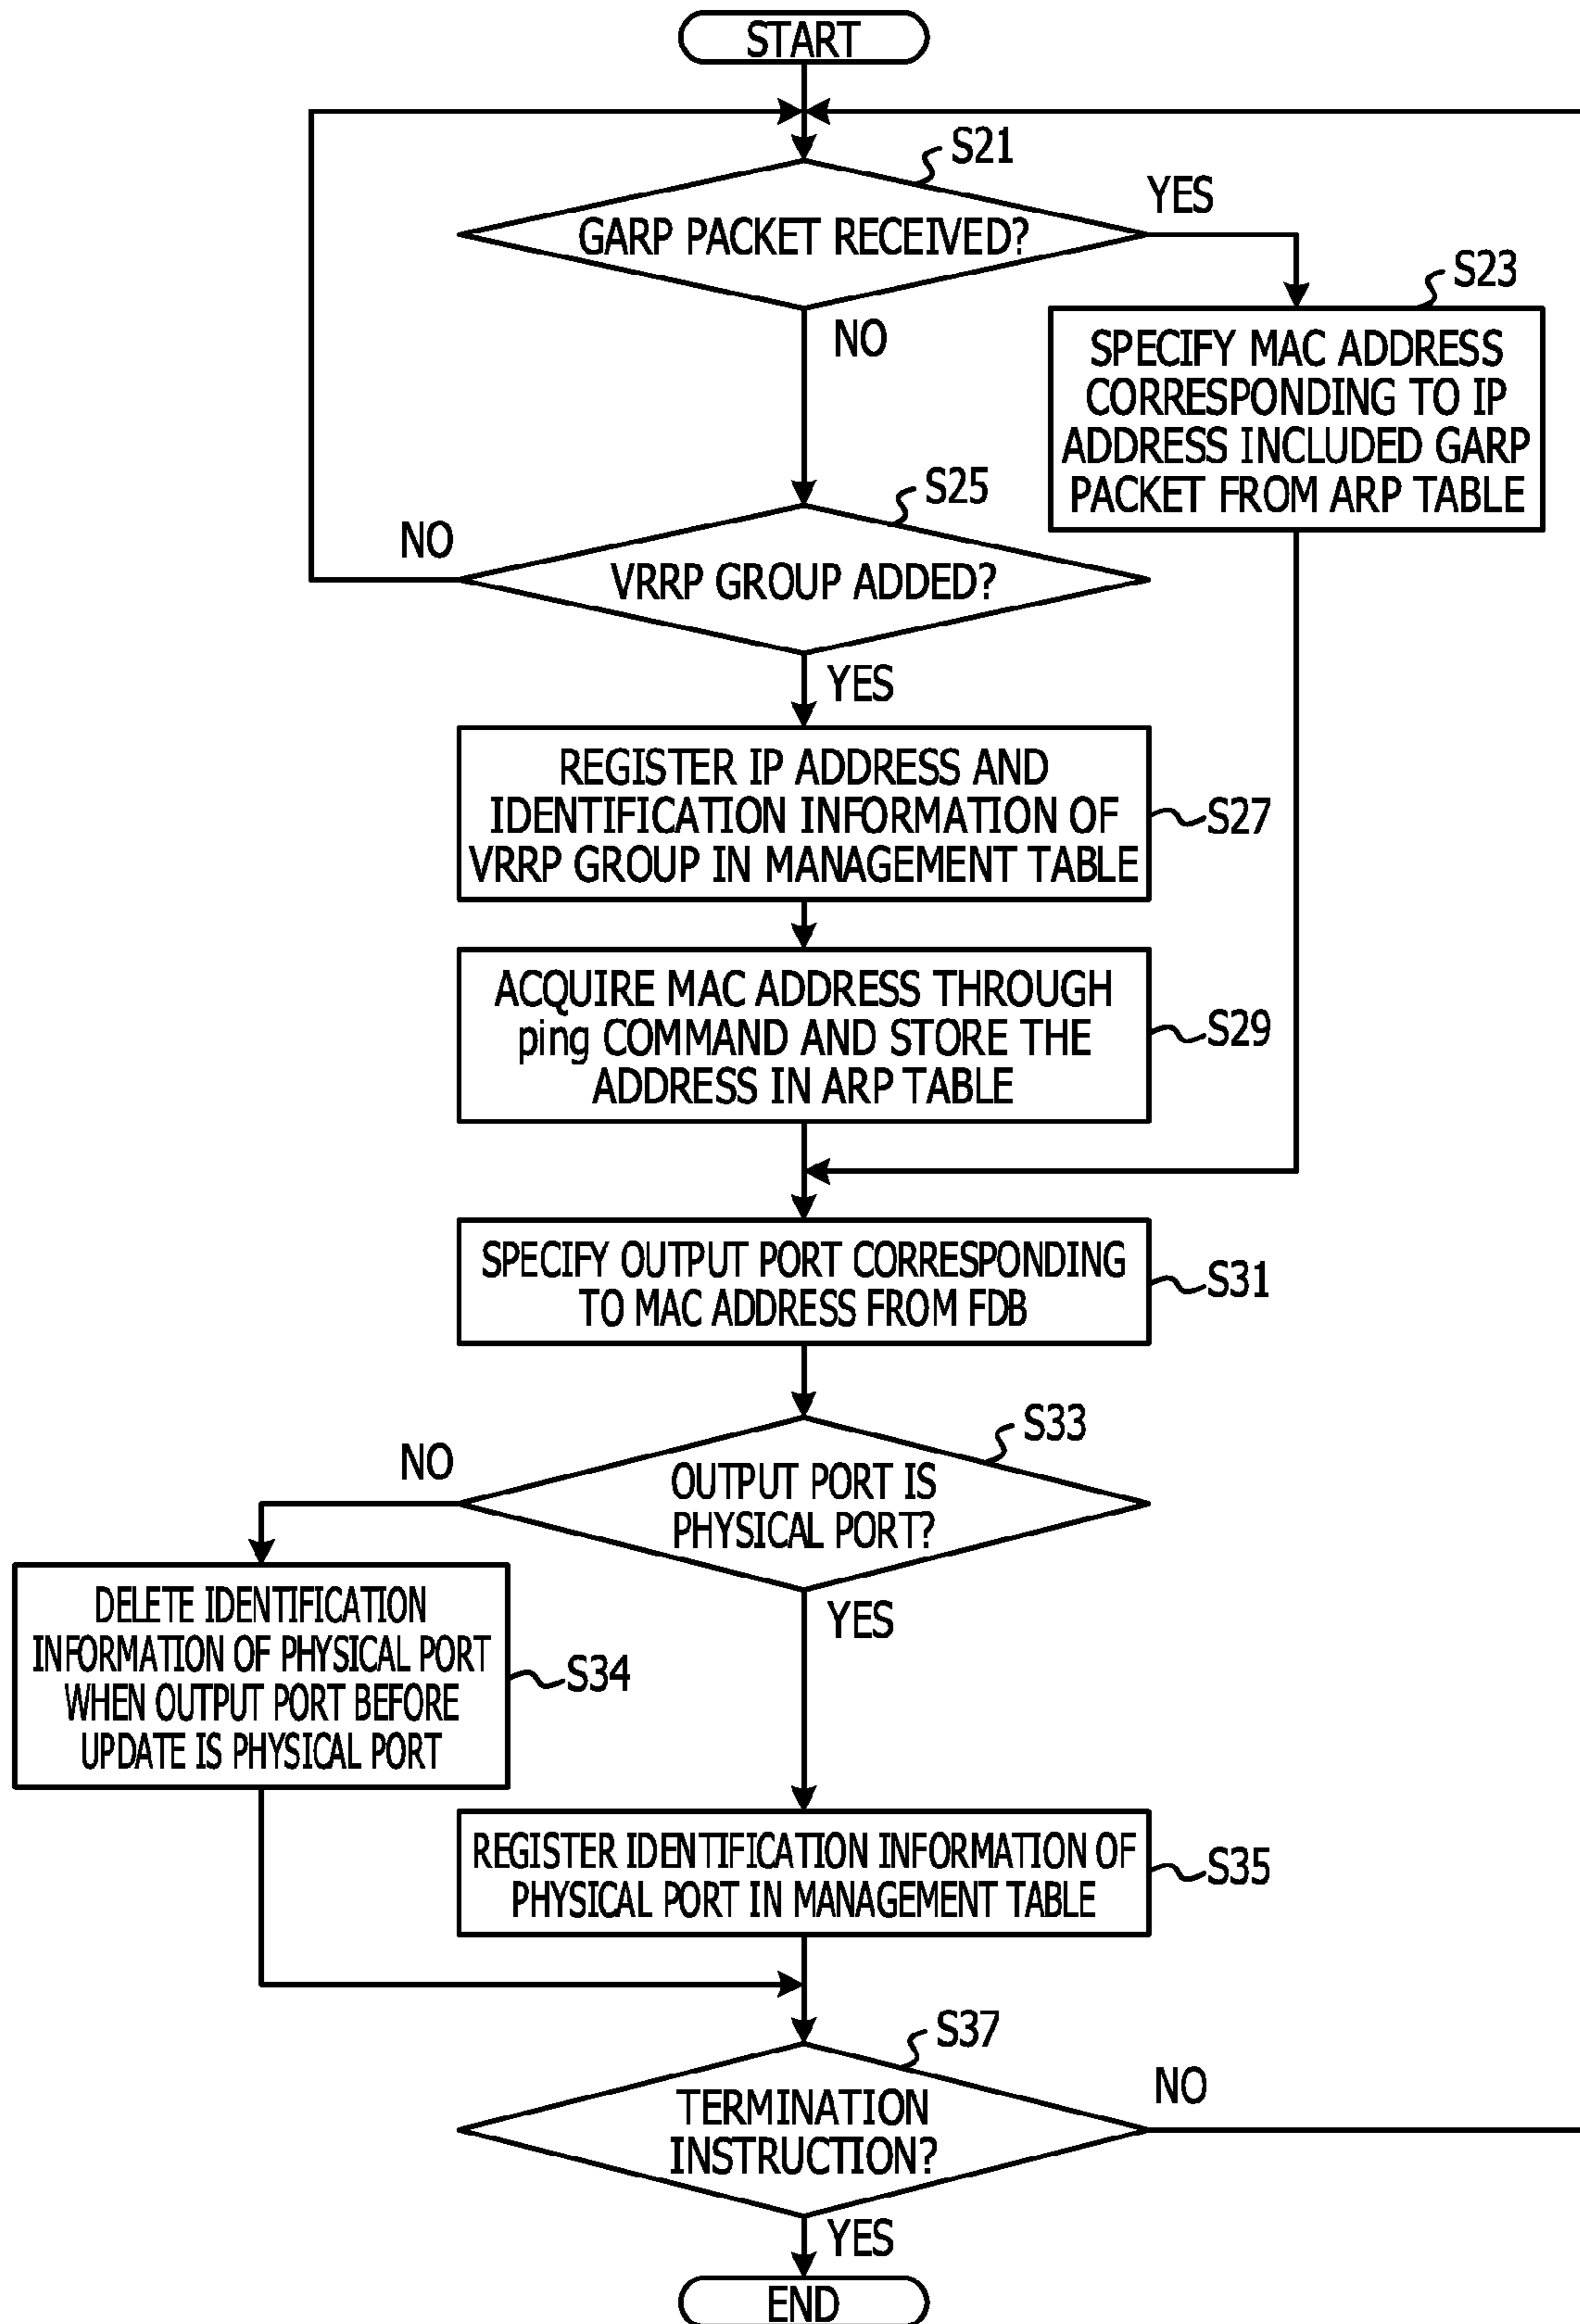 START
S21
YES
GARP PACKET RECEIVED?
S23
NO
SPECIFY MAC ADDRESS
CORRESPONDING TO IP
ADDRESS INCLUDED GARP
PACKET FROM ARP TABLE
S25
NO
VRRP GROUP ADDED?
YES
REGISTER IP ADDRESS AND
IDENTIFICATION INFORMATION OF
VRRP GROUP IN MANAGEMENT TABLE
S27
ACQUIRE MAC ADDRESS THROUGH
ping COMMAND AND STORE THE
ADDRESS IN ARP TABLE
S29
SPECIFY OUTPUT PORT CORRESPONDING
TO MAC ADDRESS FROM FDB
S31
S33
NO
OUTPUT PORT IS
PHYSICAL PORT?
YES
DELETE IDENTIFICATION
INFORMATION OF PHYSICAL PORT
WHEN OUTPUT PORT BEFORE
UPDATE IS PHYSICAL PORT
S34
REGISTER IDENTIFICATION INFORMATION OF
PHYSICAL PORT IN MANAGEMENT TABLE
S35
S37
NO
TERMINATION
INSTRUCTION?
YES
END